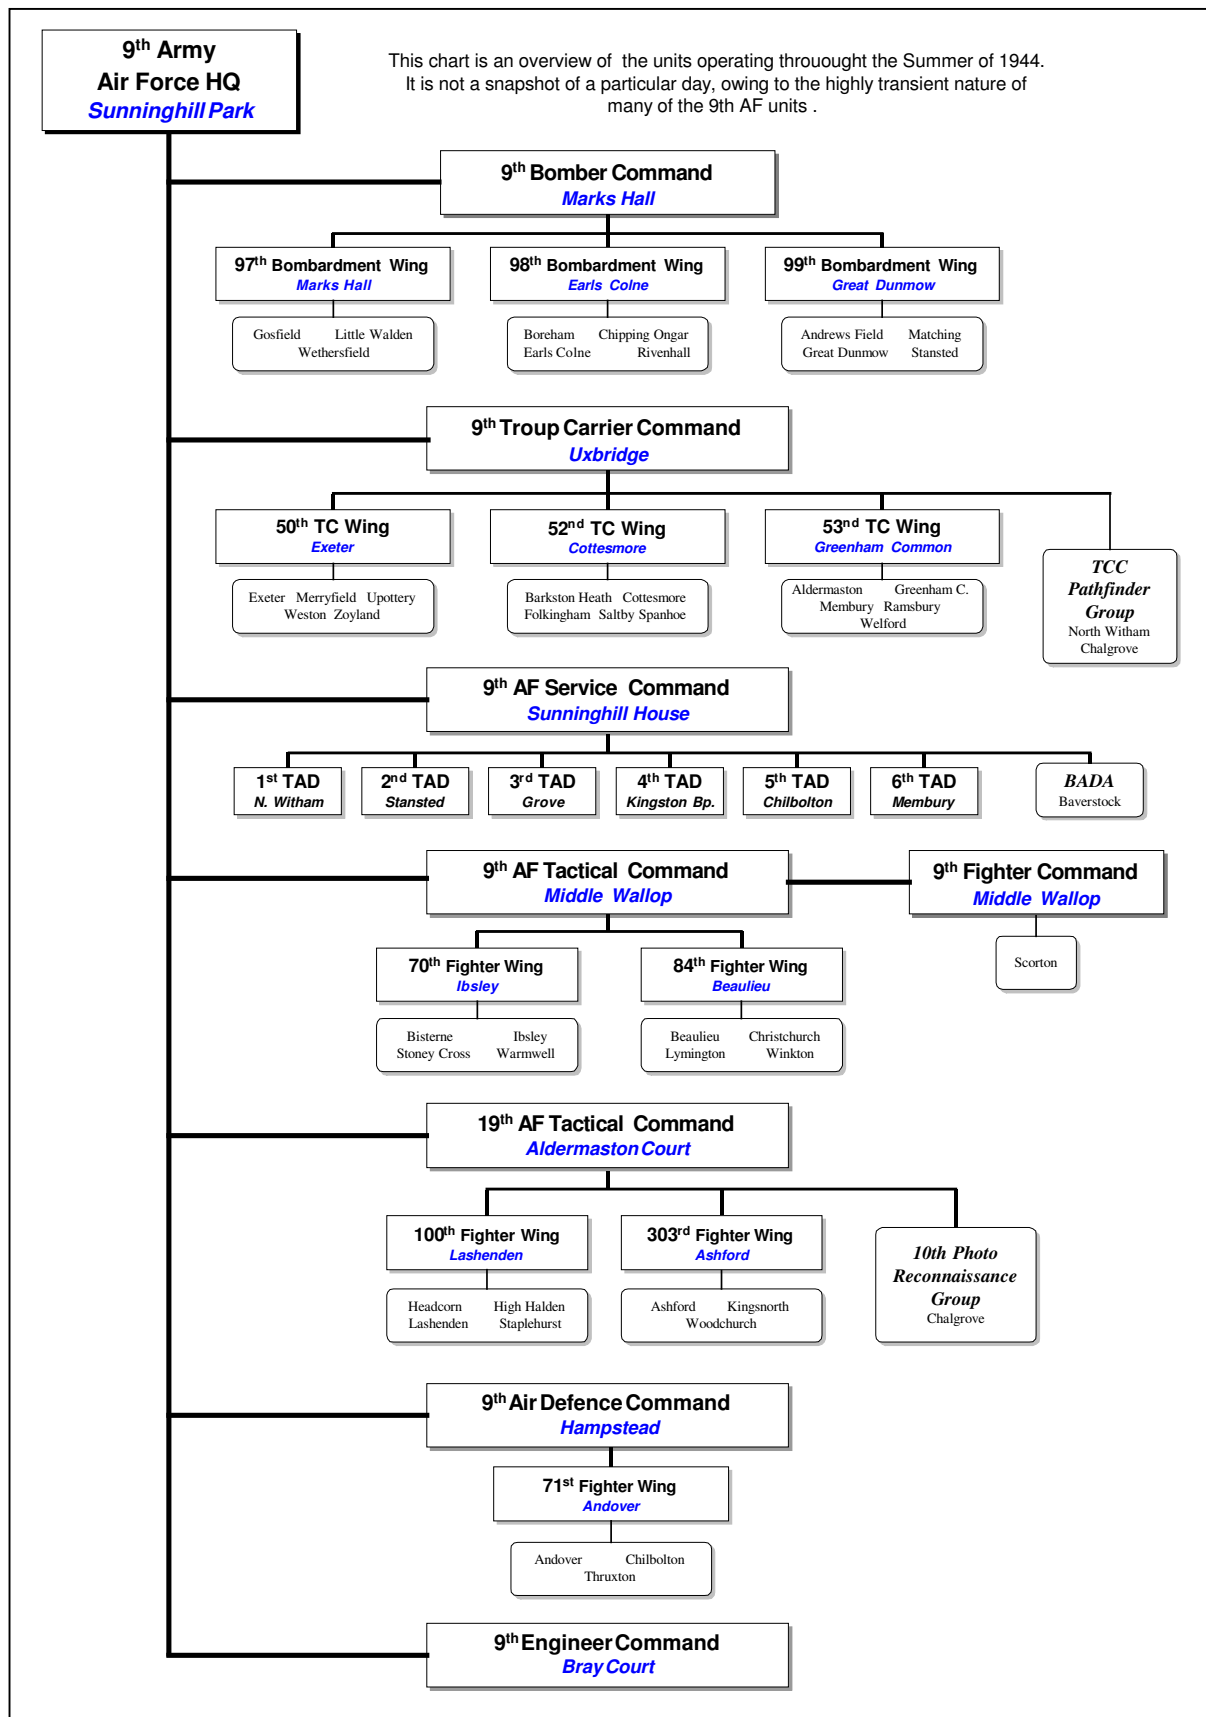 9th Army
Air Force HQ
Sunninghill Park
This chart is an overview of the units operating throuought the Summer of 1944.
It is not a snapshot of a particular day, owing to the highly transient nature of
many of the 9th AF units .
9th Bomber Command
Marks Hall
97th Bombardment Wing
Marks Hall
Gosfield Little Walden
Wethersfield
98th Bombardment Wing
Earls Colne
Boreham Chipping Ongar
Earls Colne Rivenhall
99th Bombardment Wing
Great Dunmow
Andrews Field Matching
Great Dunmow Stansted
9th Troup Carrier Command
Uxbridge
50th TC Wing
Exeter
Exeter Merryfield Upottery
Weston Zoyland
52nd TC Wing
Cottesmore
Barkston Heath Cottesmore
Folkingham Saltby Spanhoe
53nd TC Wing
Greenham Common
Aldermaston Greenham C.
Membury Ramsbury
Welford
TCC
Pathfinder
Group
North Witham
Chalgrove
9th AF Service Command
Sunninghill House
1st TAD
N. Witham
2nd TAD
Stansted
3rd TAD
Grove
4th TAD
Kingston Bp.
5th TAD
Chilbolton
6th TAD
Membury
BADA
Baverstock
9th AF Tactical Command
Middle Wallop
9th Fighter Command
Middle Wallop
Scorton
70th Fighter Wing
Ibsley
Bisterne Ibsley
Stoney Cross Warmwell
84th Fighter Wing
Beaulieu
Beaulieu Christchurch
Lymington Winkton
19th AF Tactical Command
Aldermaston Court
100th Fighter Wing
Lashenden
Headcorn High Halden
Lashenden Staplehurst
303rd Fighter Wing
Ashford
Ashford Kingsnorth
Woodchurch
10th Photo
Reconnaissance
Group
Chalgrove
9th Air Defence Command
Hampstead
71st Fighter Wing
Andover
Andover Chilbolton
Thruxton
9th Engineer Command
Bray Court